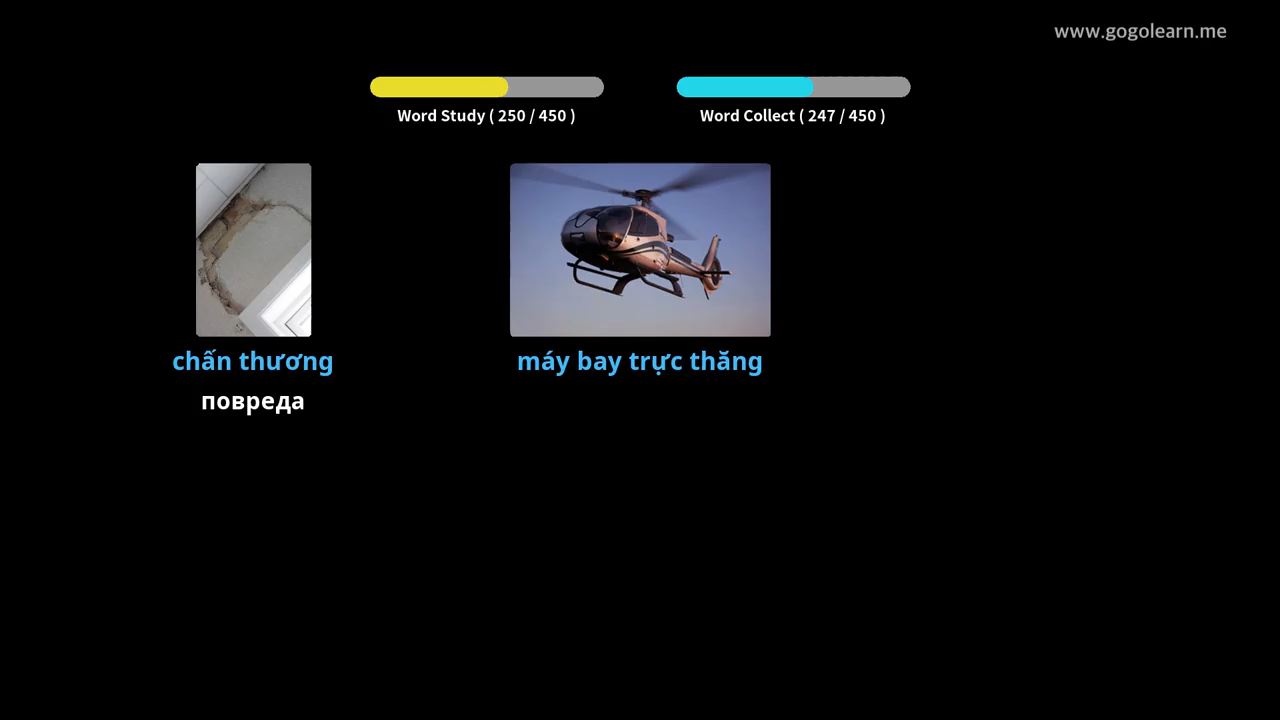 www.gogolearn.me
Word Study ( 250 / 450 )
Word Collect ( 247 / 450 )
chấn thương
máy bay trực thăng
повреда